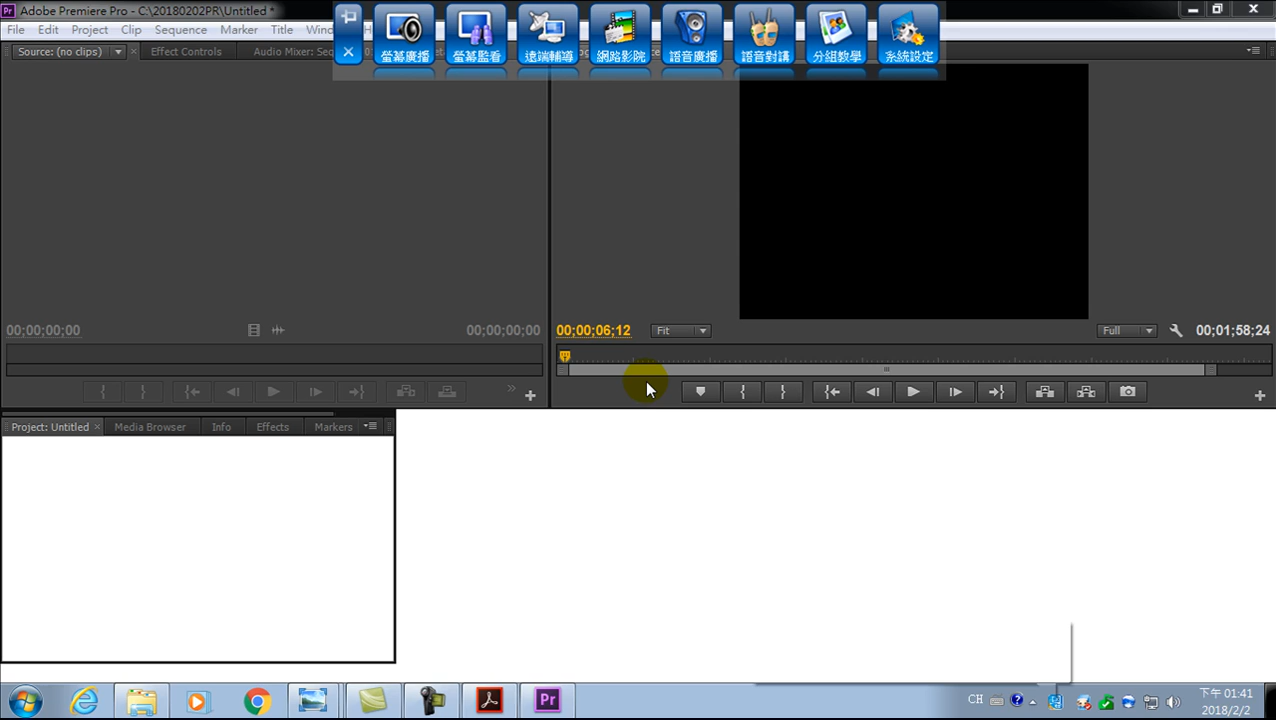 Adobe Premiere Pro - C:\20180202PR\Untitled *
File Edit Project Clip Sequence Marker Title
螢幕廣播 螢幕監看 遠端輔導 網路影院 語音廣播 語音對講 分組教學 系統設定
Source: (no clips) Effect Controls Audio Mixer:
00;00;00;00 00;00;00;00
00;00;06;12 Fit Full 00;01;58;24
Project: Untitled Media Browser Info Effects Markers
CH
下午 01:41
2018/2/2